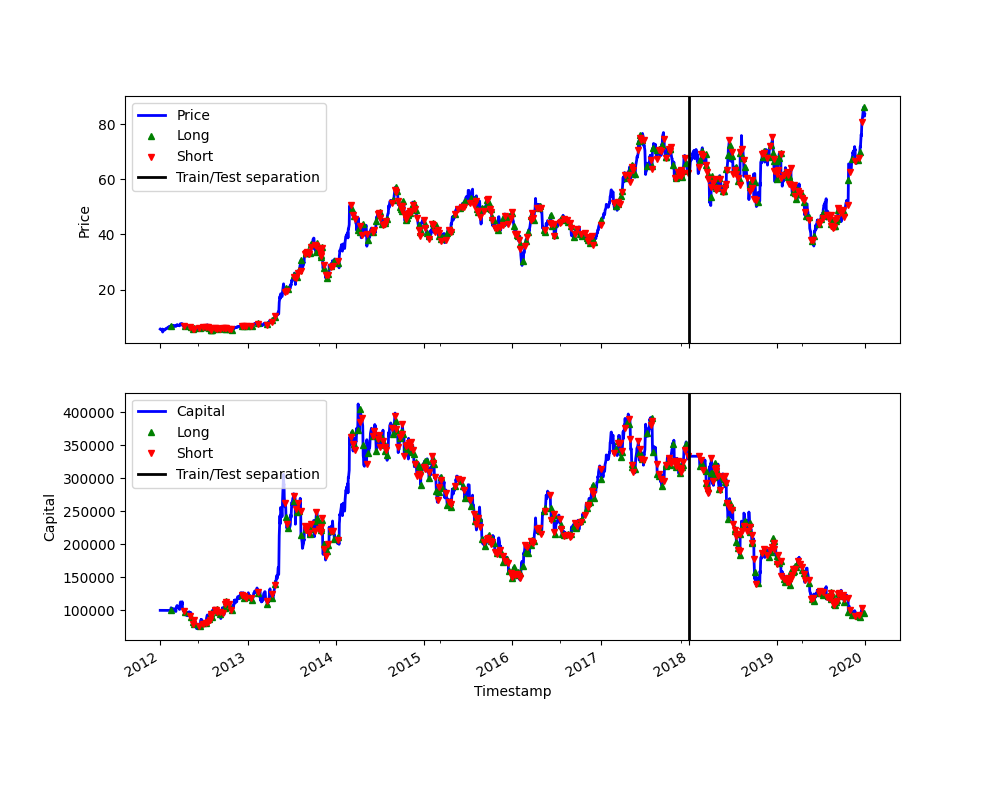 Price
Long
Short
Train/Test separation
80
60
40
20
Price
Capital
Long
Short
Train/Test separation
400000
350000
300000
250000
200000
150000
100000
Capital
2012 2013 2014 2015 2016 2017 2018 2019 2020
Timestamp